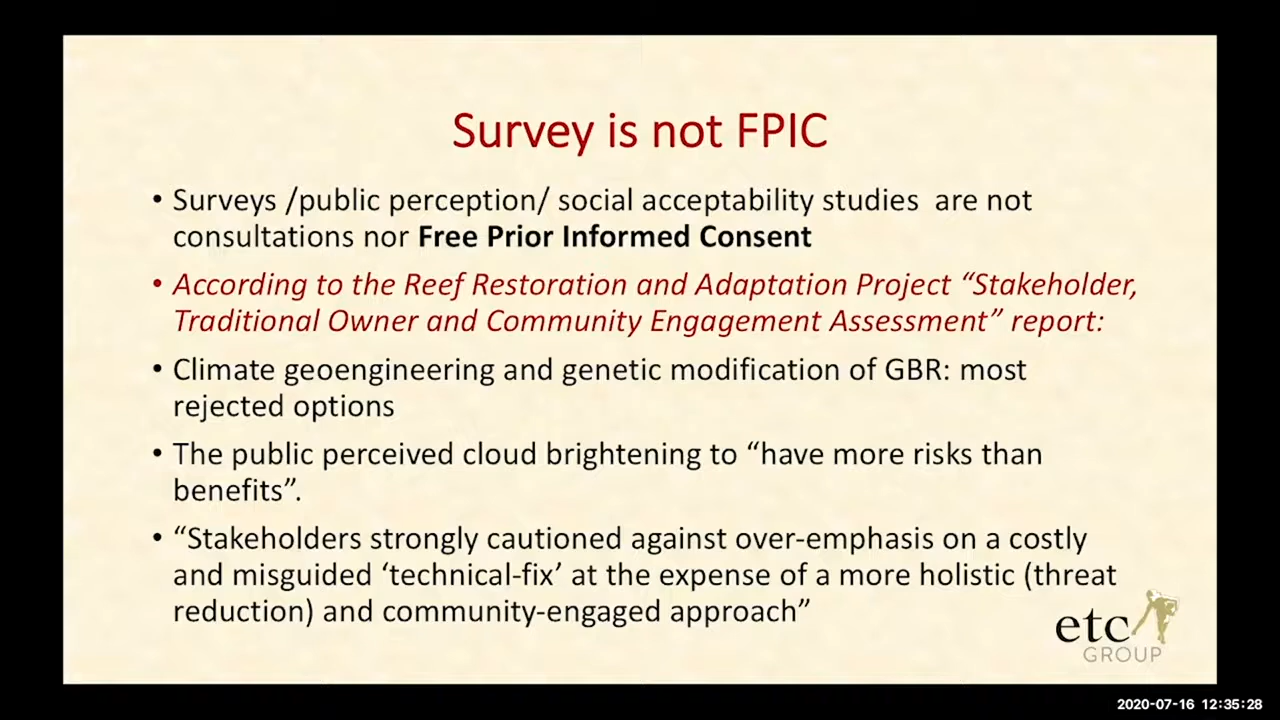 Survey is not FPIC
• Surveys /public perception/ social acceptability studies  are not
consultations nor Free Prior Informed Consent
• According to the Reef Restoration and Adaptation Project “Stakeholder,
Traditional Owner and Community Engagement Assessment” report:
• Climate geoengineering and genetic modification of GBR: most
rejected options
• The public perceived cloud brightening to “have more risks than
benefits”.
• “Stakeholders strongly cautioned against over-emphasis on a costly
and misguided ‘technical-fix’ at the expense of a more holistic (threat
reduction) and community-engaged approach”
etc
GROUP
2020-07-16 12:35:28